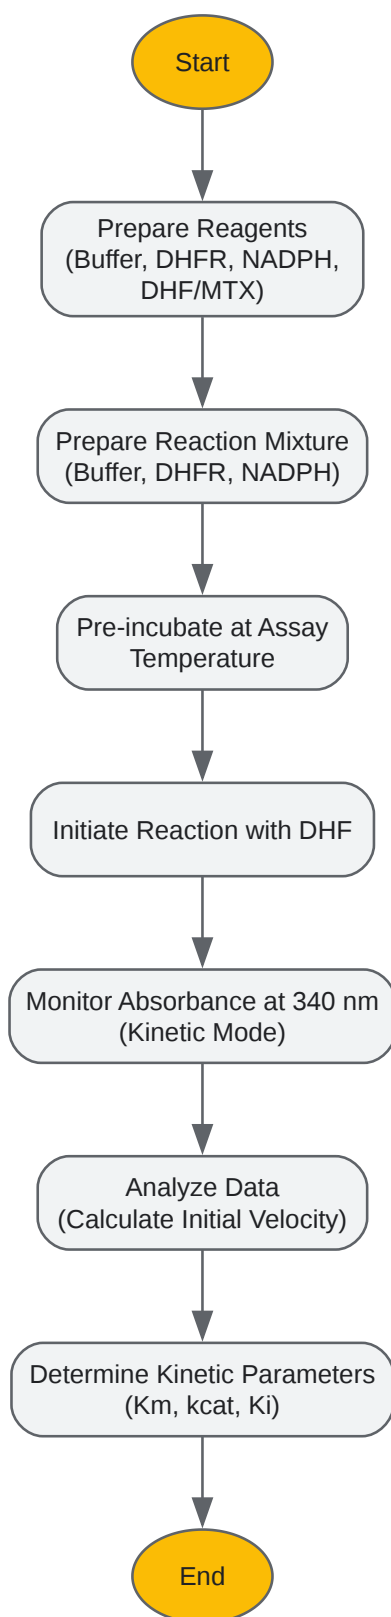 Start
Prepare Reagents
(Buffer, DHFR, NADPH,
DHF/MTX)
Prepare Reaction Mixture
(Buffer, DHFR, NADPH)
Pre-incubate at Assay
Temperature
Initiate Reaction with DHF
Monitor Absorbance at 340 nm
(Kinetic Mode)
Analyze Data
(Calculate Initial Velocity)
Determine Kinetic Parameters
(Km, kcat, Ki)
End